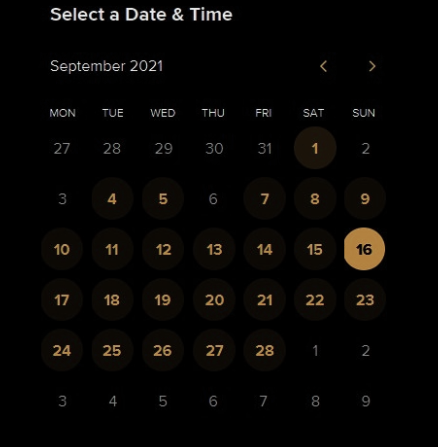 Select a Date & Time
September 2021
MON TUE WED THU FRI SAT SUN
27 28 29 30 31 1 2
3 4 5 6 7 8 9
10 11 12 13 14 15 16
17 18 19 20 21 22 23
24 25 26 27 28 1 2
3 4 5 6 7 8 9